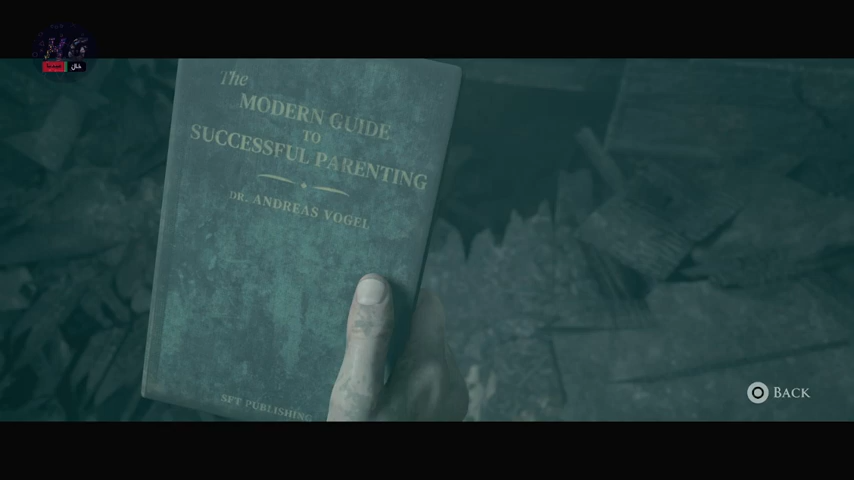 The
MODERN GUIDE
TO
SUCCESSFUL PARENTING
DR. ANDREAS VOGEL
SFT PUBLISHING
BACK